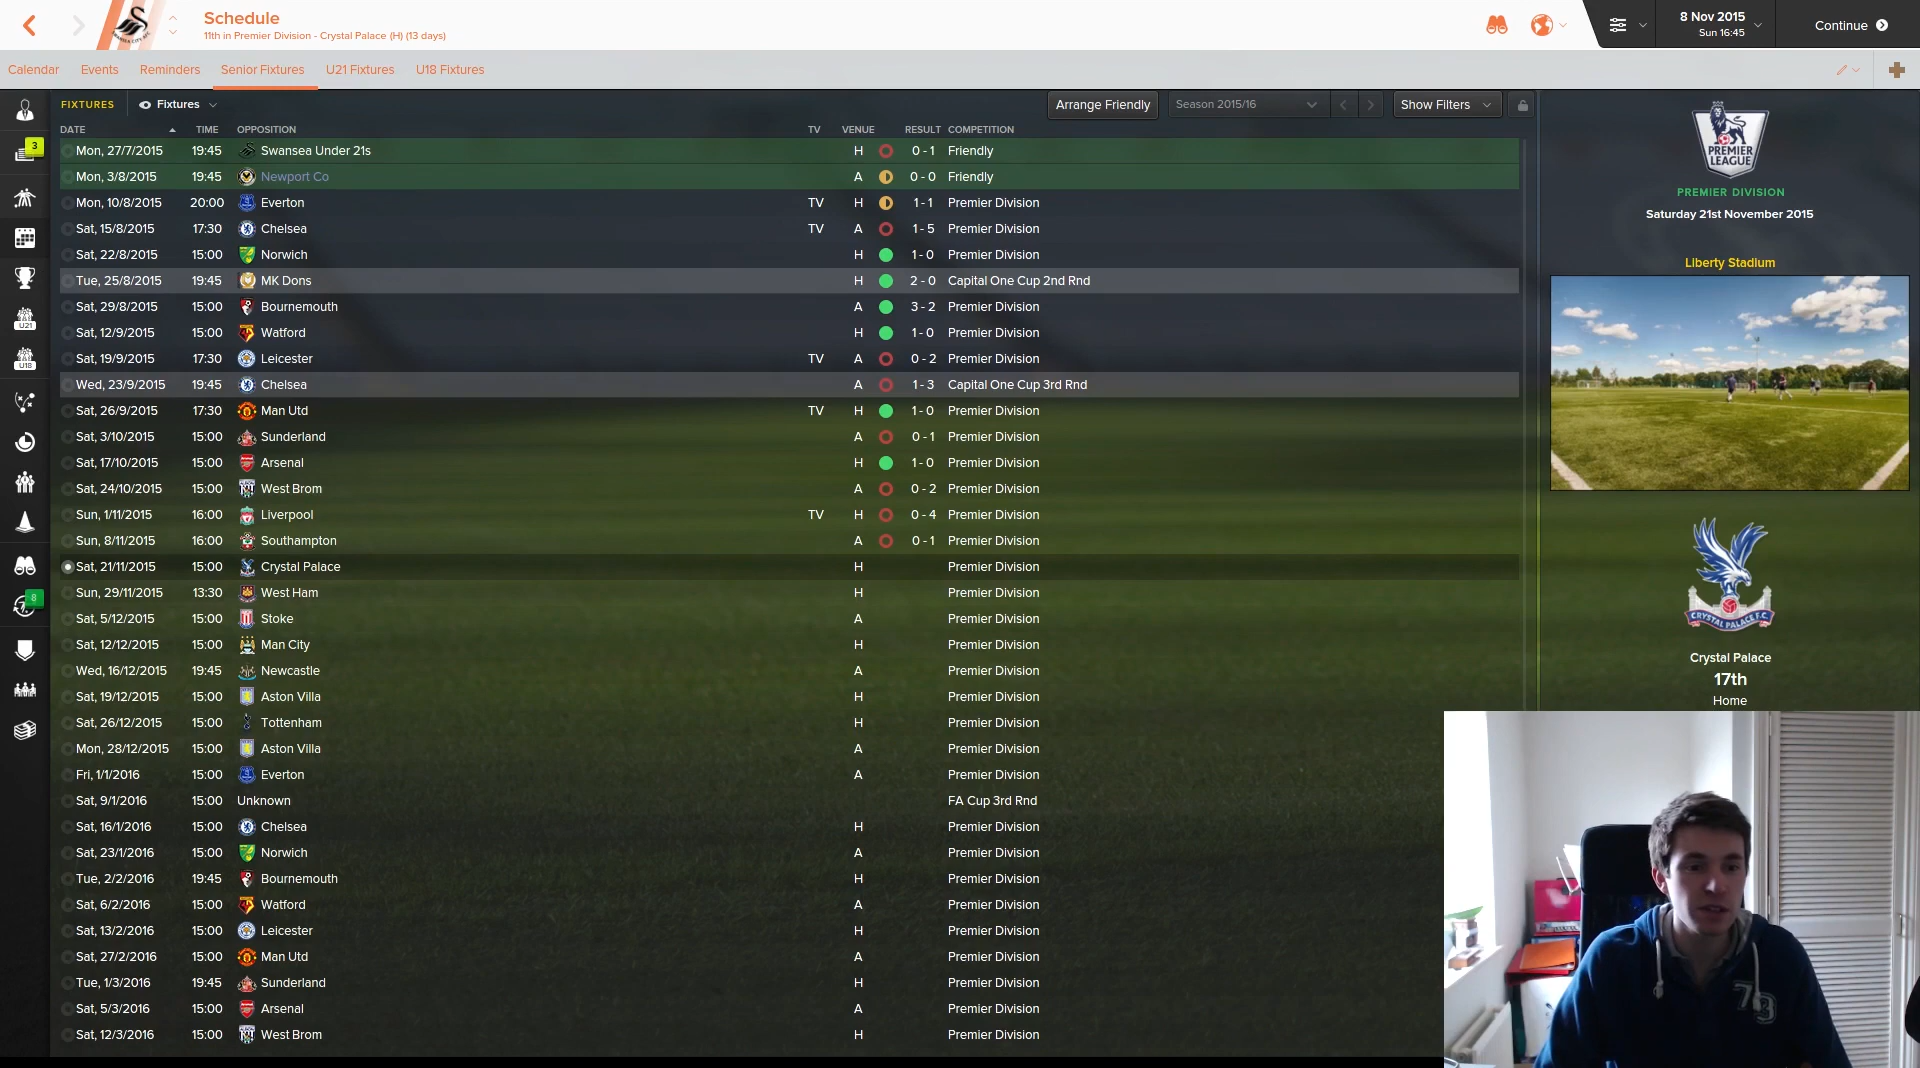 Schedule
11th in Premier Division - Crystal Palace (H) (13 days)
8 Nov 2015
Sun 16:45
Continue
Calendar Events Reminders Senior Fixtures U21 Fixtures U18 Fixtures
FIXTURES Fixtures Arrange Friendly Season 2015/16 Show Filters
DATE TIME OPPOSITION TV VENUE RESULT COMPETITION
Mon, 27/7/2015 19:45 Swansea Under 21s H 0 - 1 Friendly
Mon, 3/8/2015 19:45 Newport Co A 0 - 0 Friendly
Mon, 10/8/2015 20:00 Everton TV H 1 - 1 Premier Division
Sat, 15/8/2015 17:30 Chelsea TV A 1 - 5 Premier Division
Sat, 22/8/2015 15:00 Norwich H 1 - 0 Premier Division
Tue, 25/8/2015 19:45 MK Dons H 2 - 0 Capital One Cup 2nd Rnd
Sat, 29/8/2015 15:00 Bournemouth A 3 - 2 Premier Division
Sat, 12/9/2015 15:00 Watford H 1 - 0 Premier Division
Sat, 19/9/2015 17:30 Leicester TV A 0 - 2 Premier Division
Wed, 23/9/2015 19:45 Chelsea A 1 - 3 Capital One Cup 3rd Rnd
Sat, 26/9/2015 17:30 Man Utd TV H 1 - 0 Premier Division
Sat, 3/10/2015 15:00 Sunderland A 0 - 1 Premier Division
Sat, 17/10/2015 15:00 Arsenal H 1 - 0 Premier Division
Sat, 24/10/2015 15:00 West Brom A 0 - 2 Premier Division
Sun, 1/11/2015 16:00 Liverpool TV H 0 - 4 Premier Division
Sun, 8/11/2015 16:00 Southampton A 0 - 1 Premier Division
Sat, 21/11/2015 15:00 Crystal Palace H Premier Division
Sun, 29/11/2015 13:30 West Ham H Premier Division
Sat, 5/12/2015 15:00 Stoke A Premier Division
Sat, 12/12/2015 15:00 Man City H Premier Division
Wed, 16/12/2015 19:45 Newcastle A Premier Division
Sat, 19/12/2015 15:00 Aston Villa H Premier Division
Sat, 26/12/2015 15:00 Tottenham H Premier Division
Mon, 28/12/2015 15:00 Aston Villa A Premier Division
Fri, 1/1/2016 15:00 Everton A Premier Division
Sat, 9/1/2016 15:00 Unknown FA Cup 3rd Rnd
Sat, 16/1/2016 15:00 Chelsea H Premier Division
Sat, 23/1/2016 15:00 Norwich A Premier Division
Tue, 2/2/2016 19:45 Bournemouth H Premier Division
Sat, 6/2/2016 15:00 Watford A Premier Division
Sat, 13/2/2016 15:00 Leicester H Premier Division
Sat, 27/2/2016 15:00 Man Utd A Premier Division
Tue, 1/3/2016 19:45 Sunderland H Premier Division
Sat, 5/3/2016 15:00 Arsenal A Premier Division
Sat, 12/3/2016 15:00 West Brom H Premier Division
3
U21
U18
8
PREMIER
LEAGUE
PREMIER DIVISION
Saturday 21st November 2015
Liberty Stadium
CRYSTAL PALACE F.C.
Crystal Palace
17th
Home